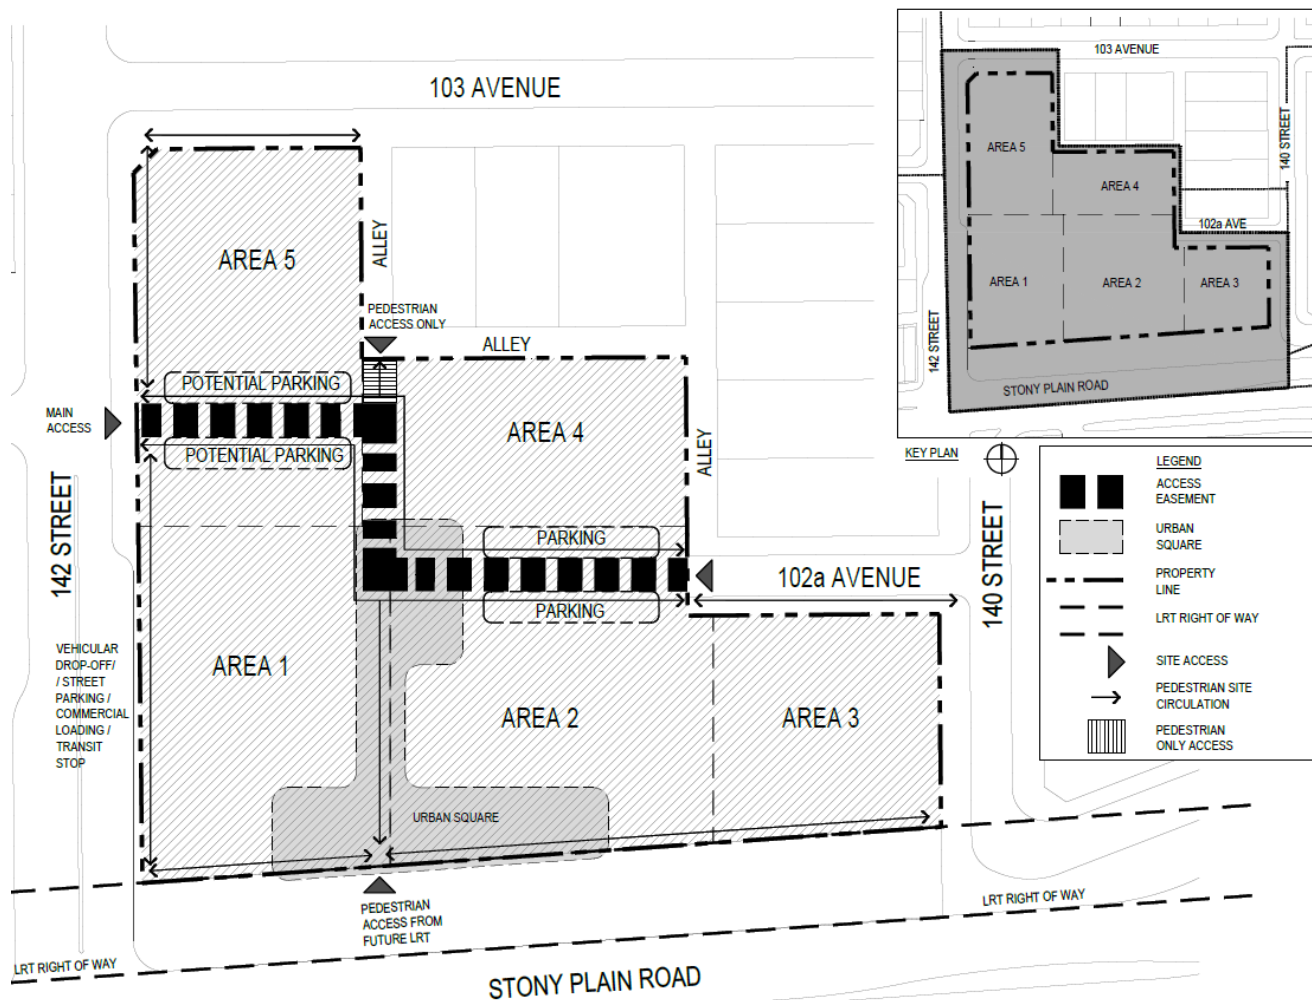 103 AVENUE
AREA 5
ALLEY
PEDESTRIAN
ACCESS ONLY
ALLEY
POTENTIAL PARKING
MAIN
ACCESS
POTENTIAL PARKING
AREA 4
ALLEY
142 STREET
PARKING
102a AVENUE
PARKING
140 STREET
VEHICULAR
DROP-OFF/
/ STREET
PARKING /
COMMERCIAL
LOADING /
TRANSIT
STOP
AREA 1
AREA 2
AREA 3
URBAN SQUARE
PEDESTRIAN
ACCESS FROM
FUTURE LRT
LRT RIGHT OF WAY
LRT RIGHT OF WAY
STONY PLAIN ROAD
103 AVENUE
140 STREET
AREA 5
AREA 4
102a AVE
AREA 1
AREA 2
AREA 3
142 STREET
STONY PLAIN ROAD
KEY PLAN
LEGEND
ACCESS
EASEMENT
URBAN
SQUARE
PROPERTY
LINE
LRT RIGHT OF WAY
SITE ACCESS
PEDESTRIAN SITE
CIRCULATION
PEDESTRIAN
ONLY ACCESS